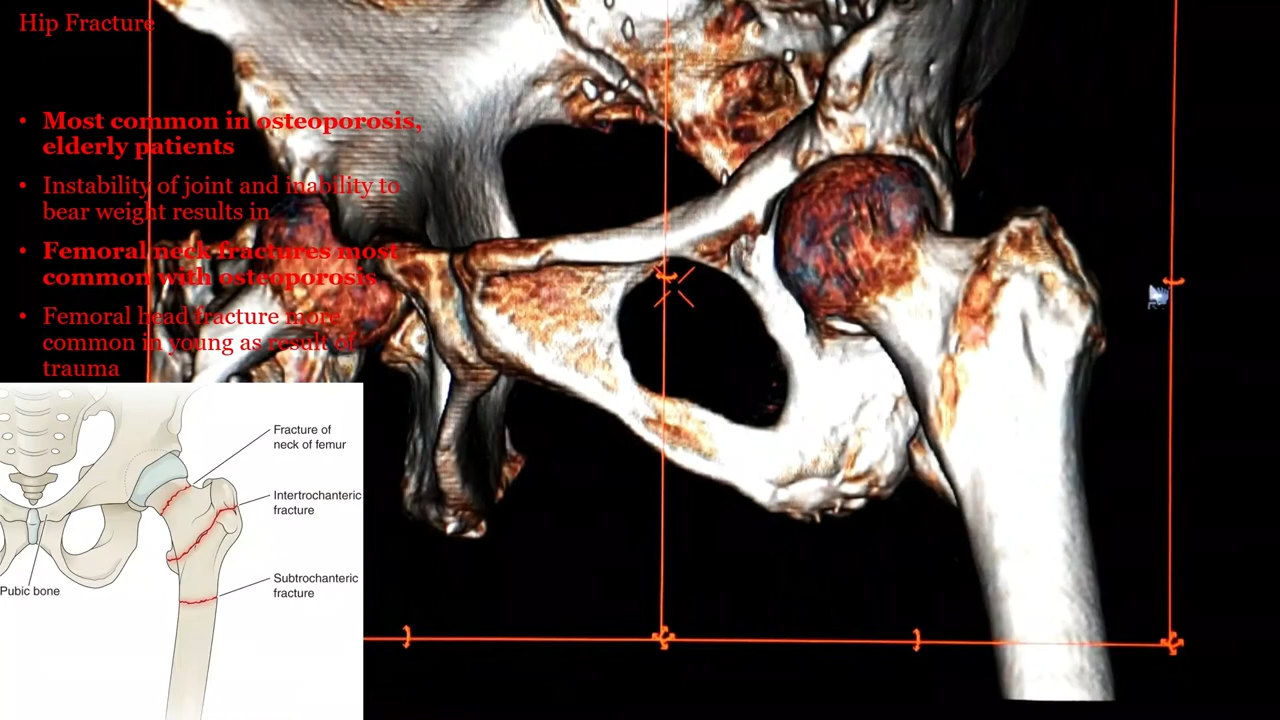 Hip Fracture
• Most common in osteoporosis,
elderly patients
• Instability of joint and inability to
bear weight results in
• Femoral neck fractures most
common with osteoporosis
• Femoral head fracture more
common in young as result of
trauma
Fracture of
neck of femur
Intertrochanteric
fracture
Subtrochanteric
fracture
Pubic bone